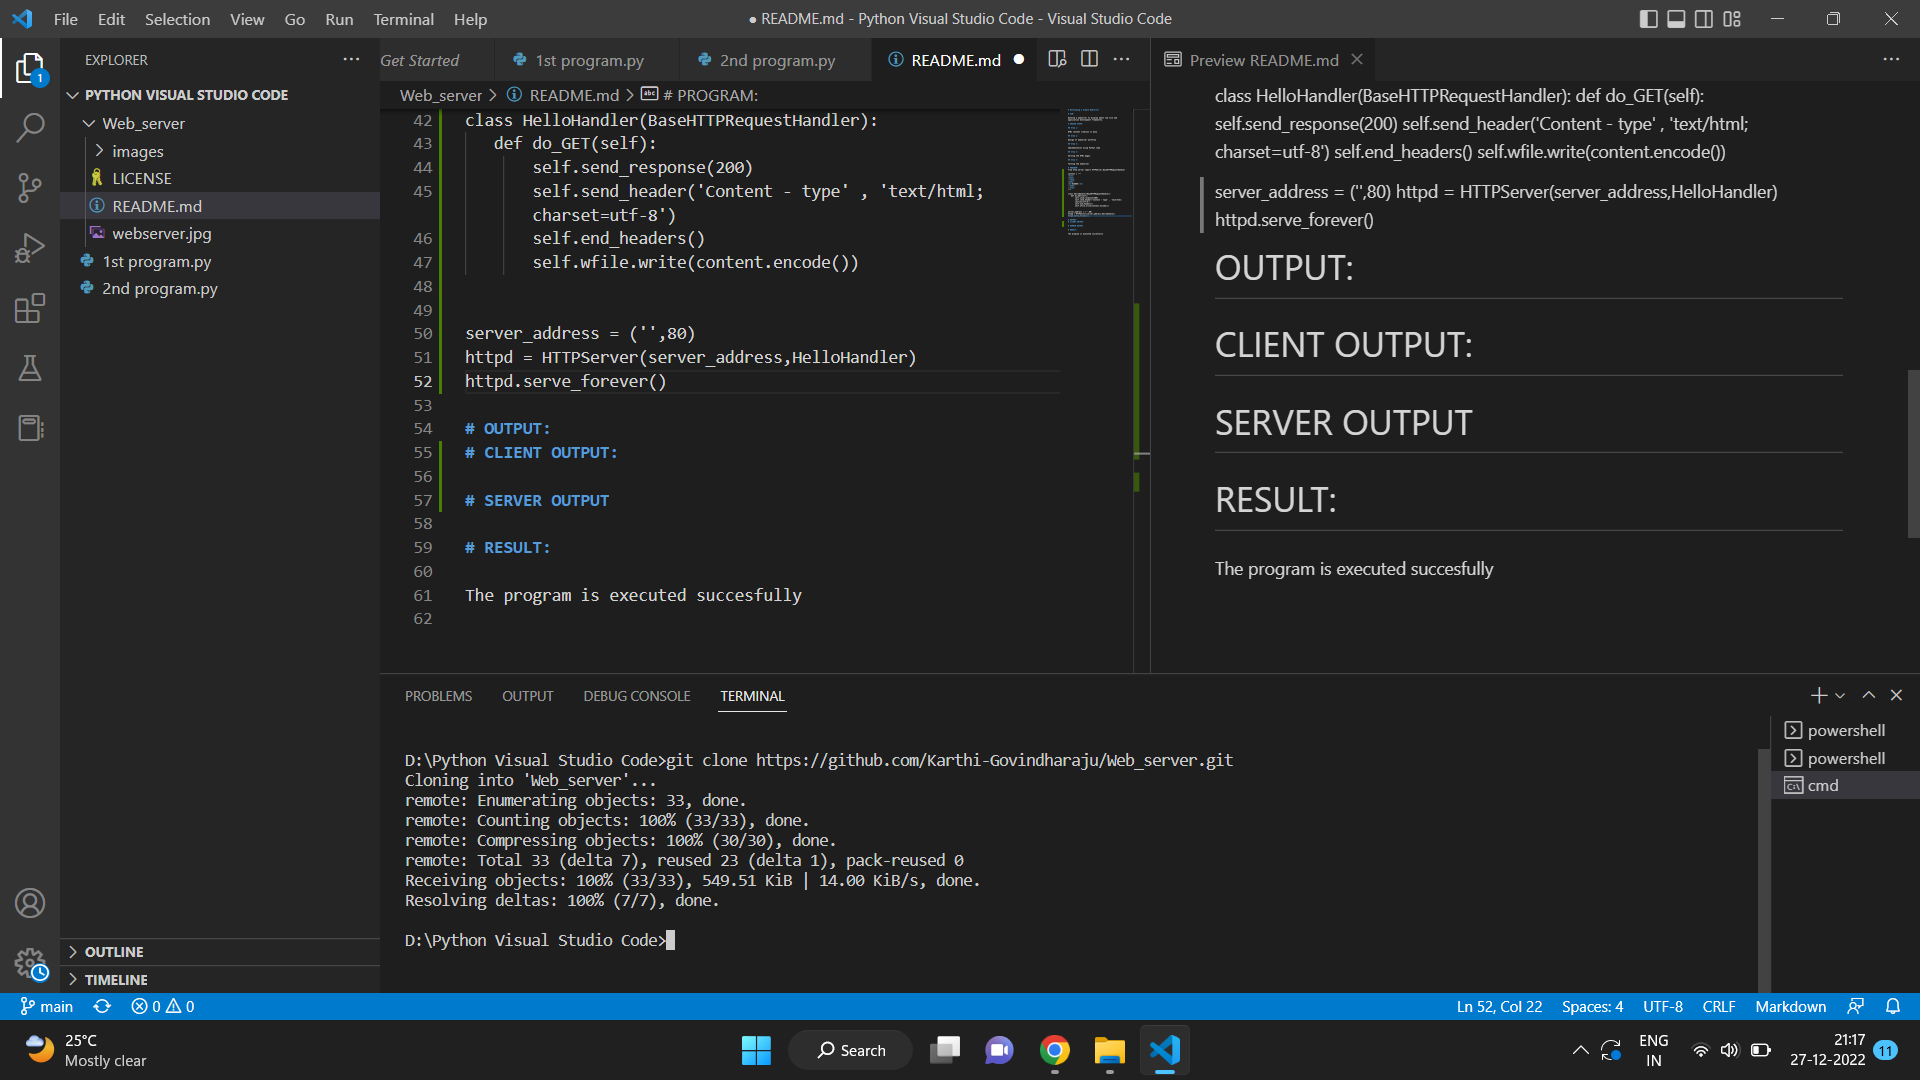 File Edit Selection View Go Run Terminal Help
● README.md - Python Visual Studio Code - Visual Studio Code
EXPLORER
PYTHON VISUAL STUDIO CODE
Web_server
images
LICENSE
README.md
webserver.jpg
1st program.py
2nd program.py
OUTLINE
TIMELINE
1
Get Started 1st program.py 2nd program.py README.md
Web_server > README.md > # PROGRAM:
42 class HelloHandler(BaseHTTPRequestHandler):
43 def do_GET(self):
44 self.send_response(200)
45 self.send_header('Content - type' , 'text/html;
charset=utf-8')
46 self.end_headers()
47 self.wfile.write(content.encode())
48
49
50 server_address = ('',80)
51 httpd = HTTPServer(server_address,HelloHandler)
52 httpd.serve_forever()
53
54 # OUTPUT:
55 # CLIENT OUTPUT:
56
57 # SERVER OUTPUT
58
59 # RESULT:
60
61 The program is executed succesfully
62
Preview README.md
class HelloHandler(BaseHTTPRequestHandler): def do_GET(self):
self.send_response(200) self.send_header('Content - type' , 'text/html;
charset=utf-8') self.end_headers() self.wfile.write(content.encode())
server_address = ('',80) httpd = HTTPServer(server_address,HelloHandler)
httpd.serve_forever()
OUTPUT:
CLIENT OUTPUT:
SERVER OUTPUT
RESULT:
The program is executed succesfully
PROBLEMS OUTPUT DEBUG CONSOLE TERMINAL
D:\Python Visual Studio Code>git clone https://github.com/Karthi-Govindharaju/Web_server.git
Cloning into 'Web_server'...
remote: Enumerating objects: 33, done.
remote: Counting objects: 100% (33/33), done.
remote: Compressing objects: 100% (30/30), done.
remote: Total 33 (delta 7), reused 23 (delta 1), pack-reused 0
Receiving objects: 100% (33/33), 549.51 KiB | 14.00 KiB/s, done.
Resolving deltas: 100% (7/7), done.
D:\Python Visual Studio Code>
powershell
powershell
cmd
main 0 0
Ln 52, Col 22 Spaces: 4 UTF-8 CRLF Markdown
25°C
Mostly clear
Search
ENG
IN
21:17
27-12-2022
11